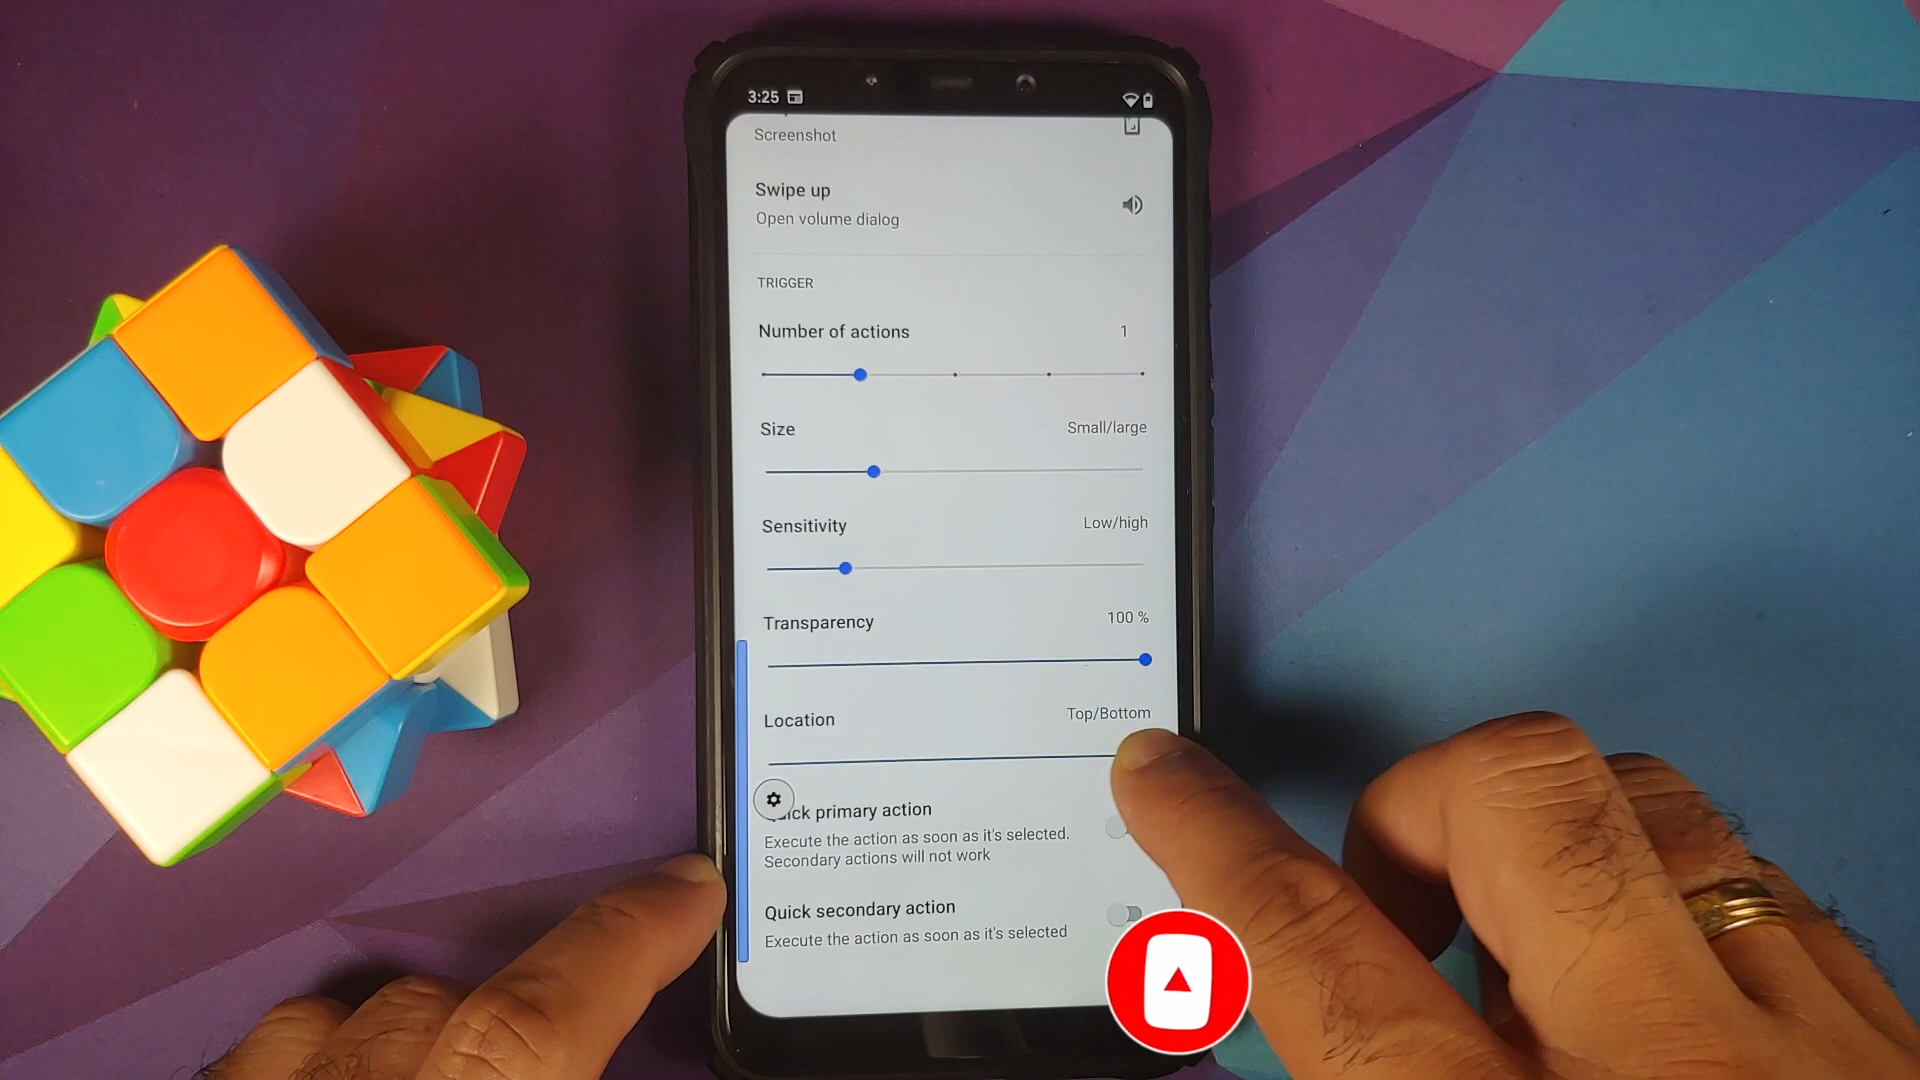 3:25
Screenshot
Swipe up
Open volume dialog
TRIGGER
Number of actions 1
Size Small/large
Sensitivity Low/high
Transparency 100 %
Location Top/Bottom
primary action
Execute the action as soon as it's selected.
Secondary actions will not work
Quick secondary action
Execute the action as soon as it's selected